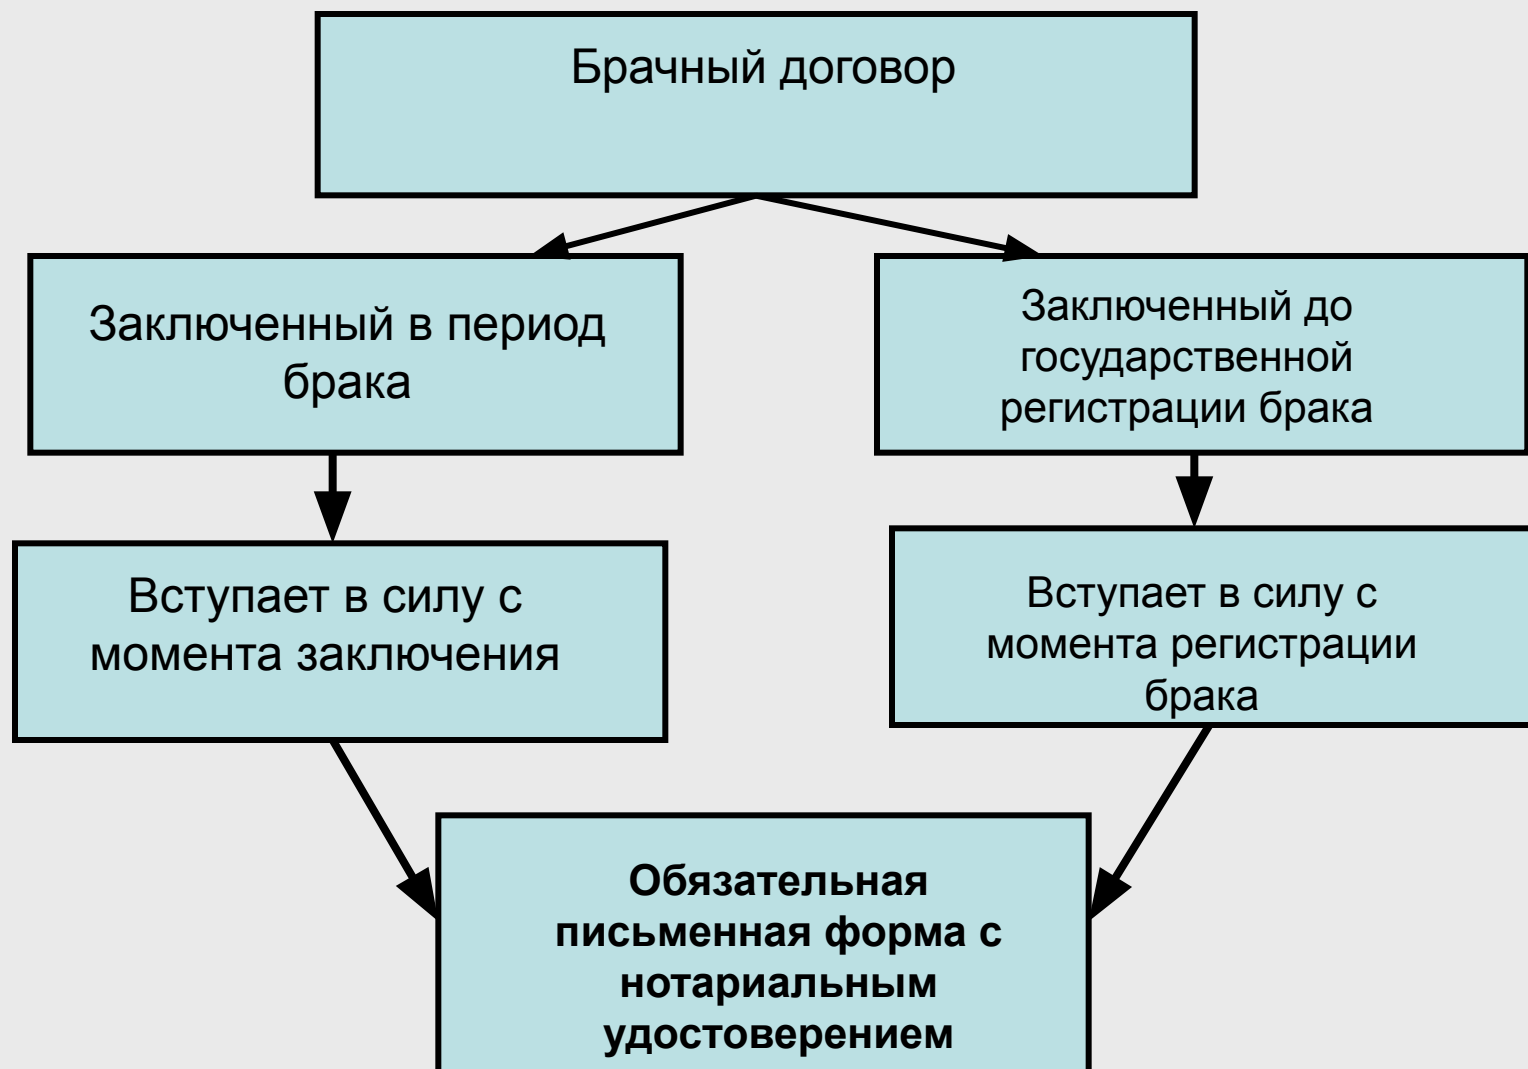 Брачный договор
Заключенный в период
брака
Заключенный до
государственной
регистрации брака
Вступает в силу с
момента заключения
Вступает в силу с
момента регистрации
брака
Обязательная
письменная форма с
нотариальным
удостоверением